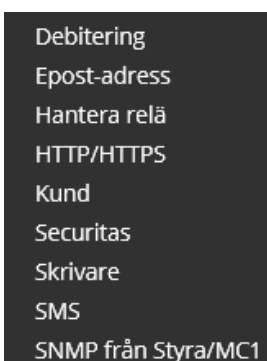 Debitering
Epost-adress
Hantera relä
HTTP/HTTPS
Kund
Securitas
Skrivare
SMS
SNMP från Styra/MC1